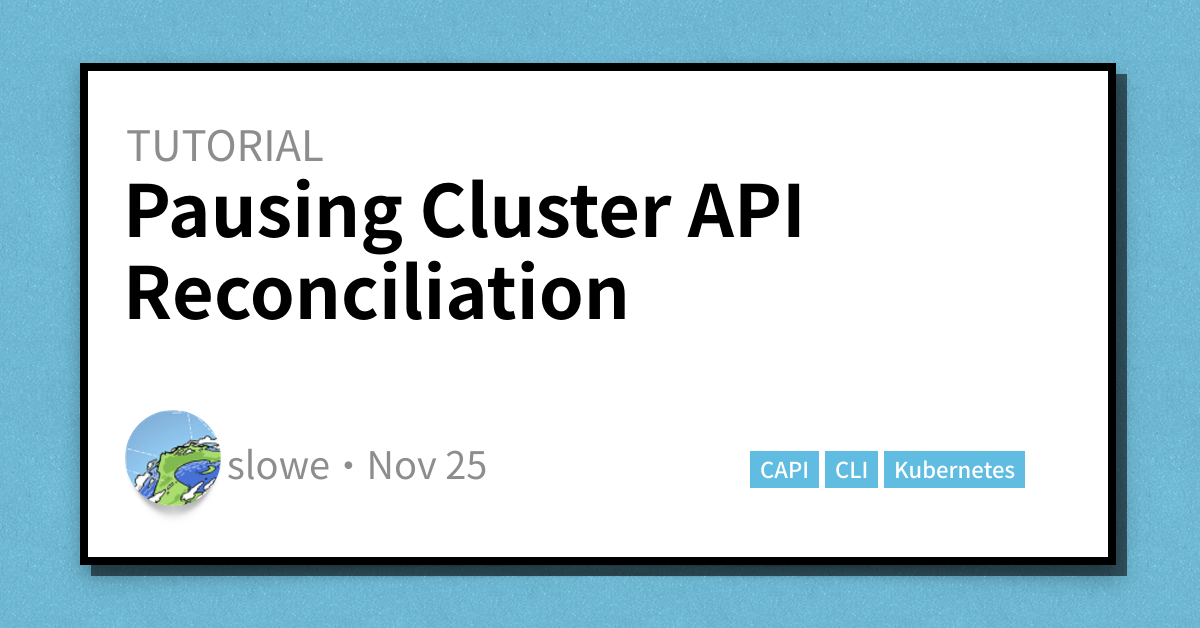 TUTORIAL
Pausing Cluster API
Reconciliation
slowe • Nov 25
CAPI CLI Kubernetes